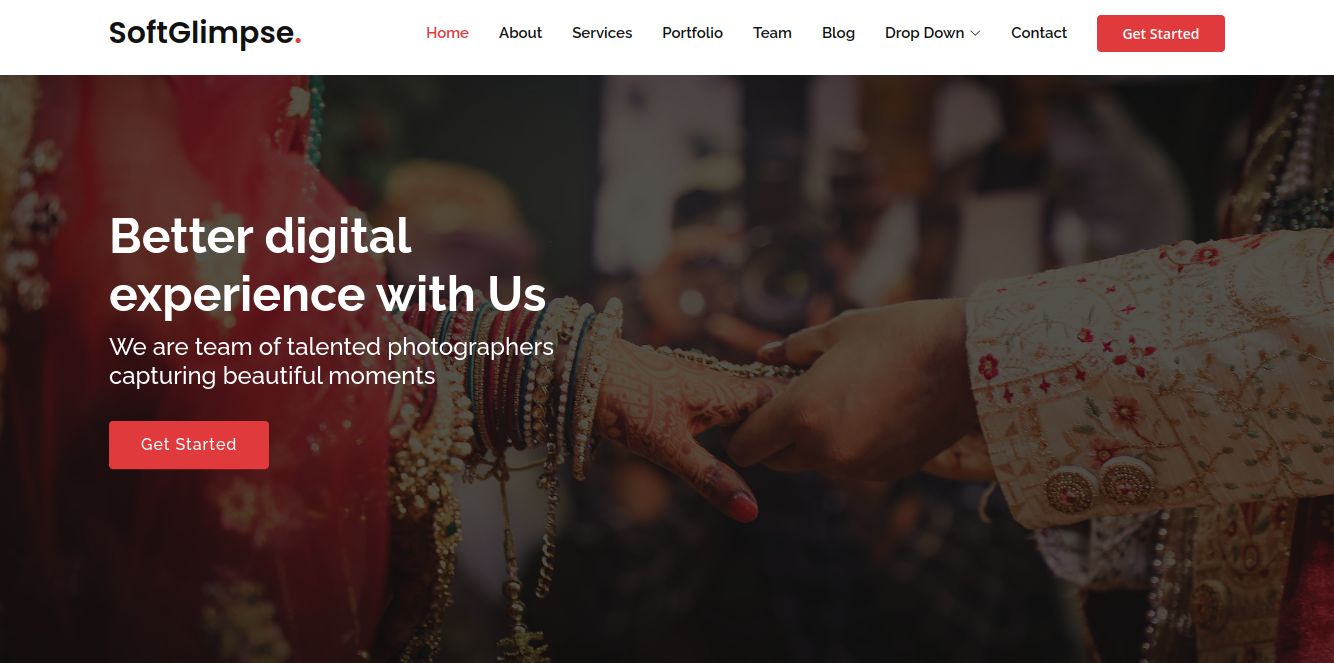 SoftGlimpse.
Home
About
Services
Portfolio
Team
Blog
Drop Down
Contact
Get Started
Better digital
experience with Us
We are team of talented photographers
capturing beautiful moments
Get Started